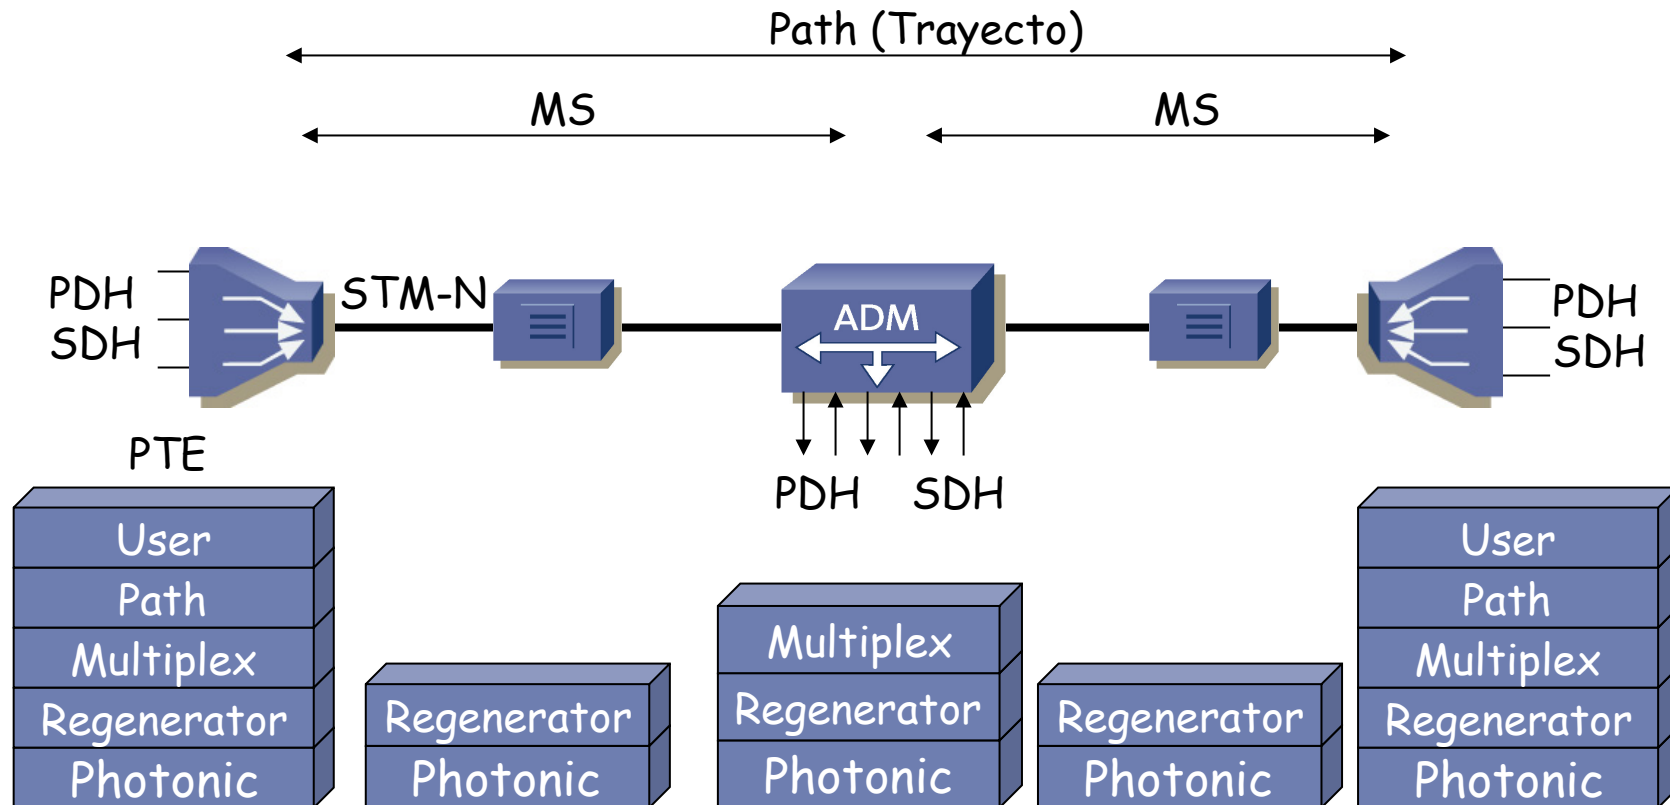 Path (Trayecto)
MS MS
PDH STM-N ADM PDH
SDH SDH
PTE
PDH SDH
User User
Path Multiplex Path
Multiplex Multiplex
Regenerator Regenerator Regenerator Regenerator Regenerator
Photonic Photonic Photonic Photonic Photonic